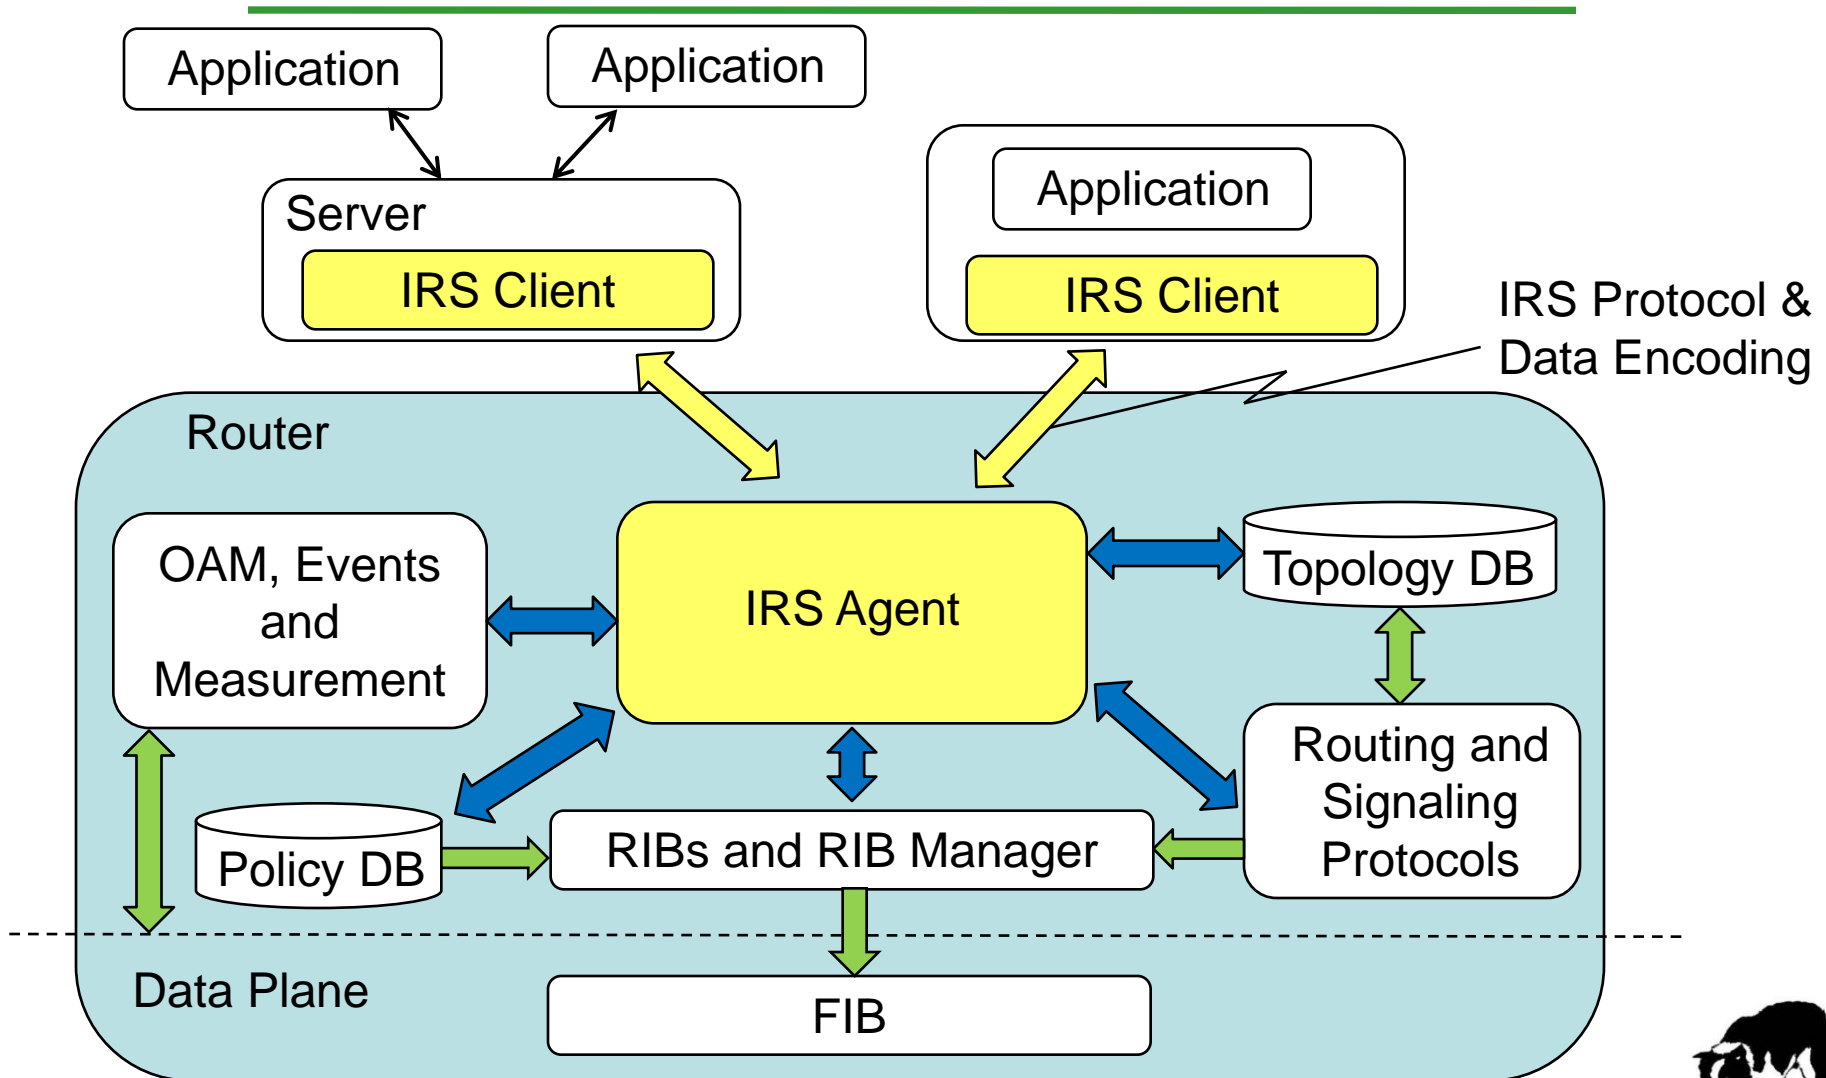 Application
Application
Server
IRS Client
Application
IRS Client
IRS Protocol &
Data Encoding
Router
OAM, Events
and
Measurement
IRS Agent
Topology DB
Routing and
Signaling
Protocols
Policy DB
RIBs and RIB Manager
Data Plane
FIB